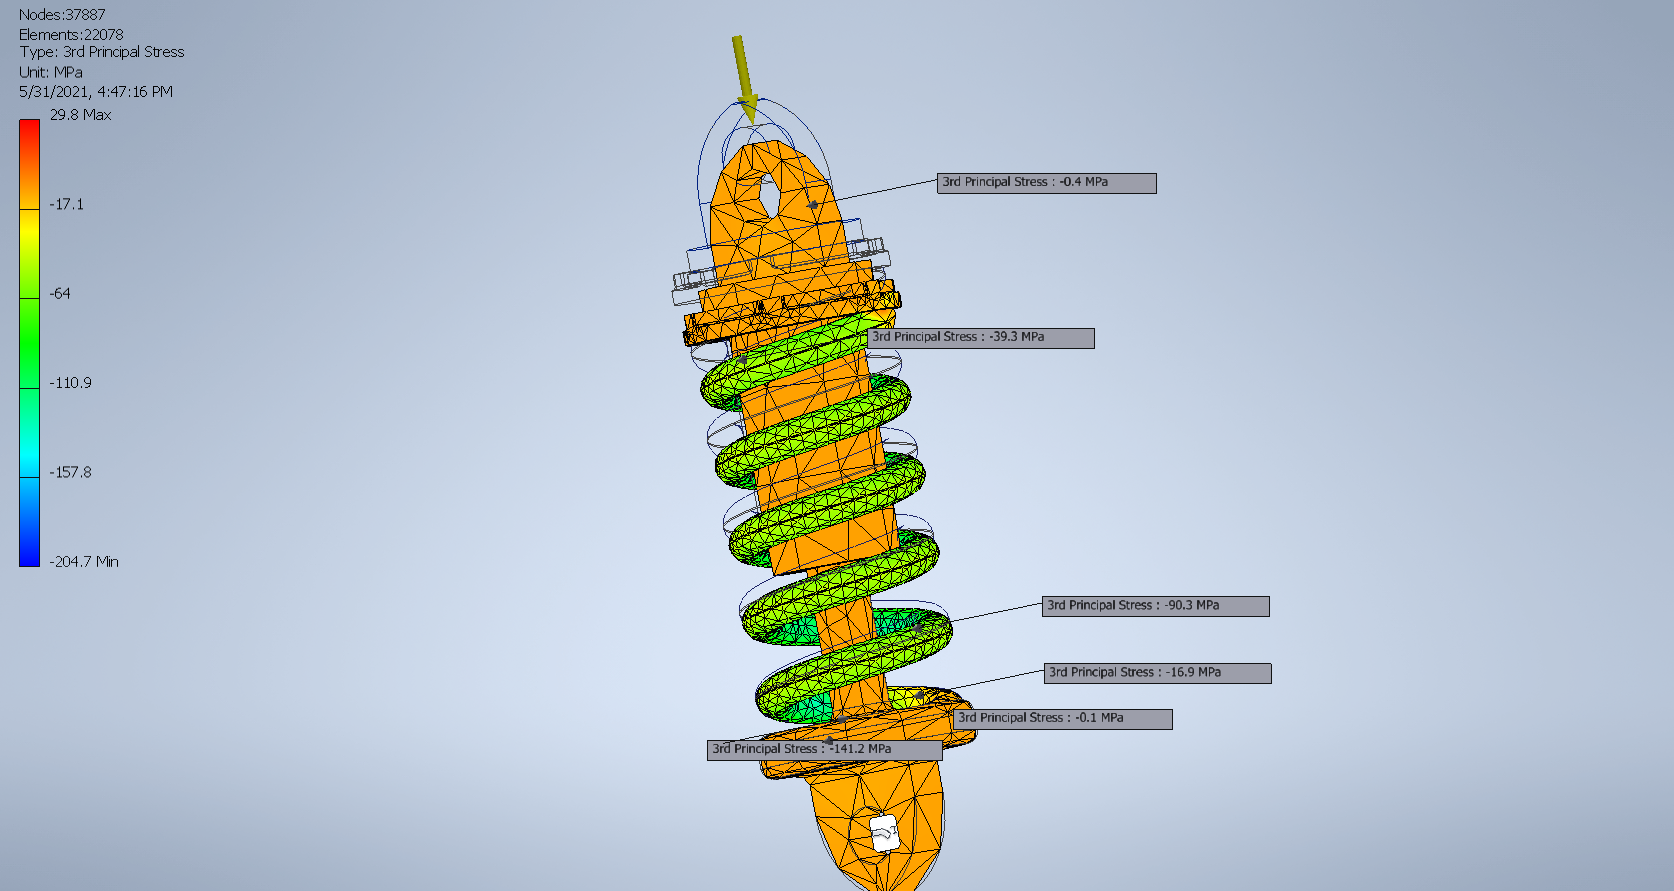 Nodes:37887
Elements:22078
Type: 3rd Principal Stress
Unit: MPa
5/31/2021, 4:47:16 PM
29.8 Max
-17.1
-64
-110.9
-157.8
-204.7 Min
3rd Principal Stress : -0.4 MPa
3rd Principal Stress : -39.3 MPa
3rd Principal Stress : -90.3 MPa
3rd Principal Stress : -16.9 MPa
3rd Principal Stress : -0.1 MPa
3rd Principal Stress : -141.2 MPa